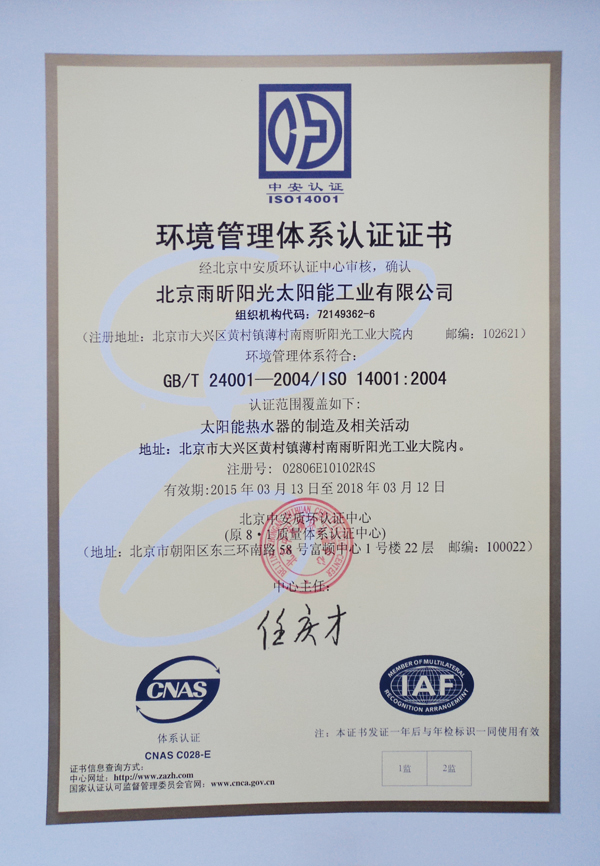 中安认证
ISO14001
环境管理体系认证证书
经北京中安质环认证中心审核，确认
北京雨昕阳光太阳能工业有限公司
组织机构代码：72149362-6
（注册地址：北京市大兴区黄村镇薄村南雨昕阳光工业大院内 邮编：102621）
环境管理体系符合：
GB/T 24001—2004/ISO 14001:2004
认证范围覆盖如下:
太阳能热水器的制造及相关活动
地址：北京市大兴区黄村镇薄村南雨昕阳光工业大院内。
注册号：02806E10102R4S
有效期:2015年03月13日至2018年03月12日
北京中安质环认证中心
(原8·1质量体系认证中心)
（地址：北京市朝阳区东三环南路58号富顿中心1号楼22层 邮编：100022）
中心主任:
任庆才
CNAS
体系认证
CNAS C028-E
MEMBER OF MULTILATERAL
IAF
RECOGNITION ARRANGEMENT
注：本证书发证一年后与年检标识一同使用有效
1监 2监
证书信息查询方式：
中心网址：http://www.zazh.com
国家认证认可监督管理委员会官网：www.cnca.gov.cn